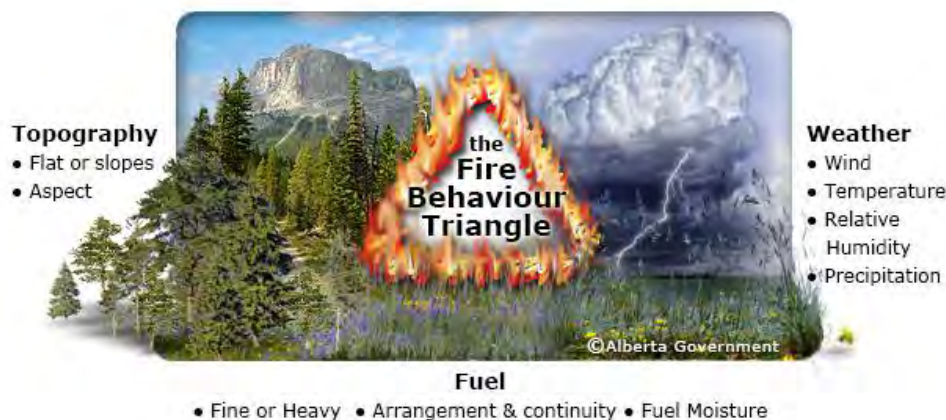 the
Fire
Behaviour
Triangle
Topography
● Flat or slopes
● Aspect
Weather
● Wind
● Temperature
● Relative
Humidity
● Precipitation
©Alberta Government
Fuel
● Fine or Heavy ● Arrangement & continuity ● Fuel Moisture